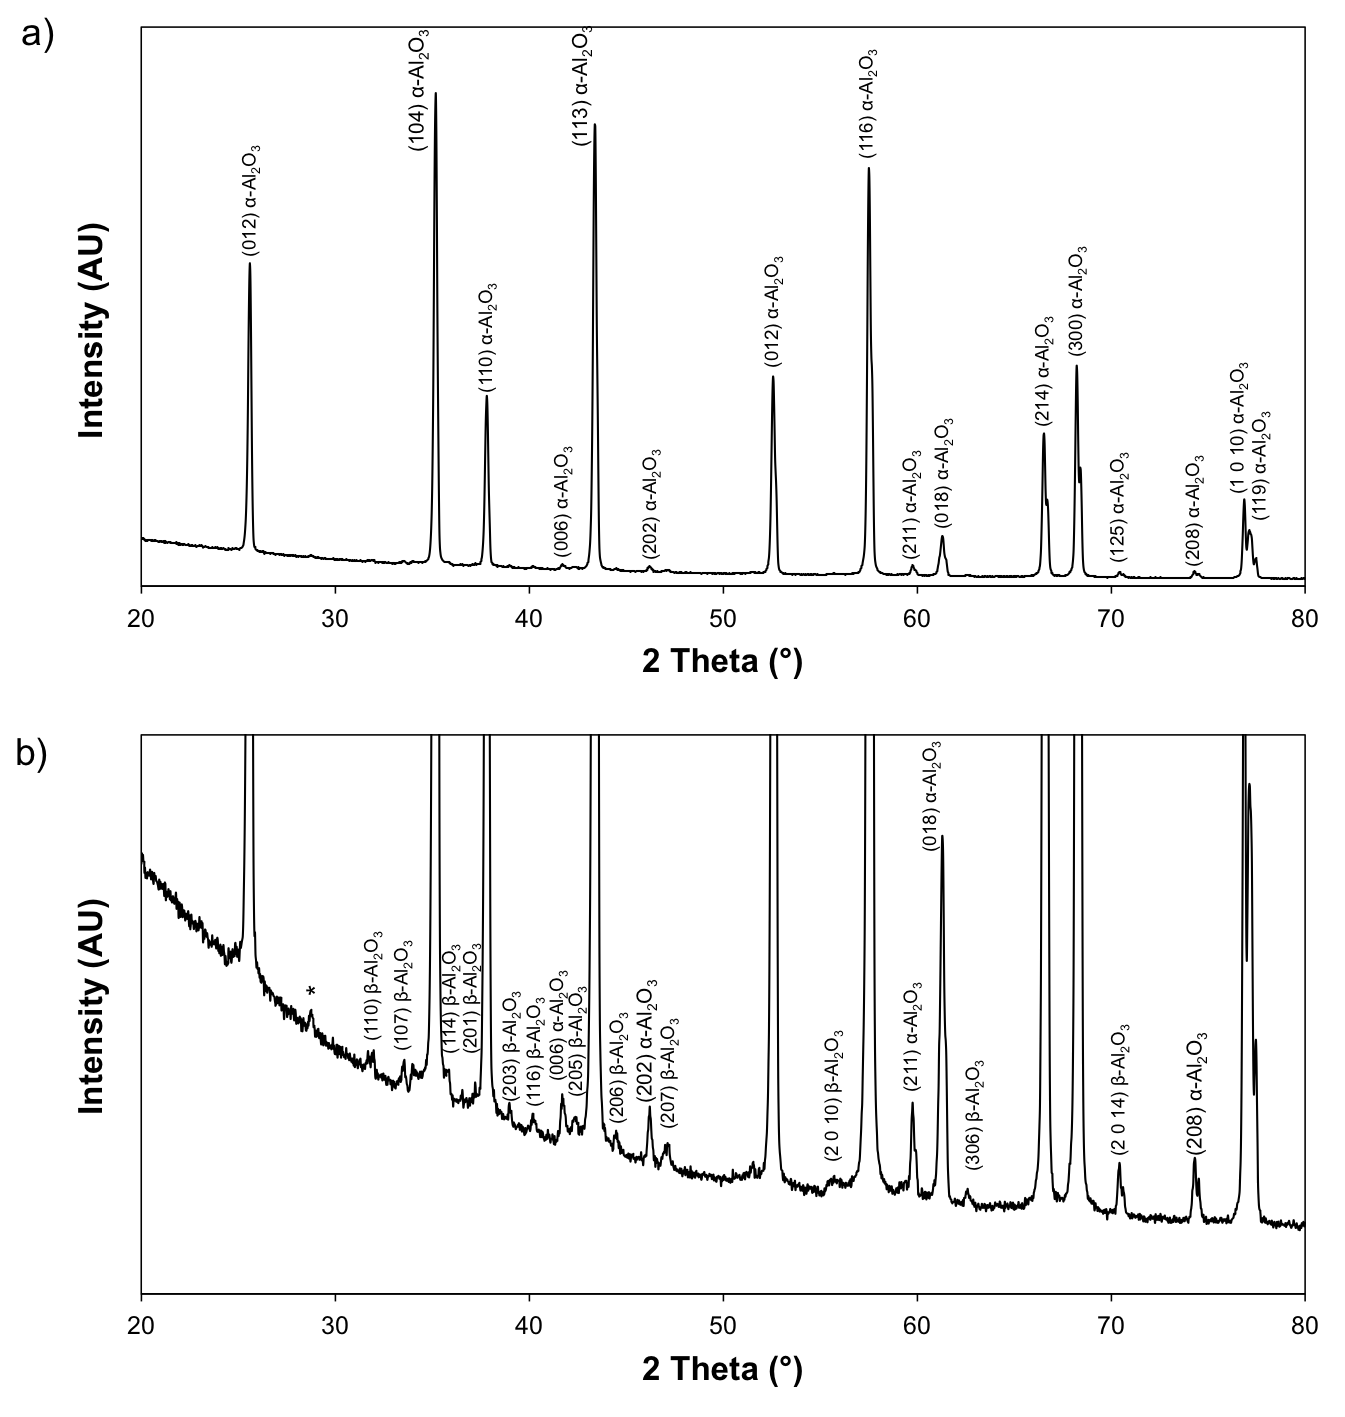 a)
Intensity (AU)
(012) α-Al₂O₃
(104) α-Al₂O₃
(110) α-Al₂O₃
(006) α-Al₂O₃
(113) α-Al₂O₃
(202) α-Al₂O₃
(012) α-Al₂O₃
(116) α-Al₂O₃
(211) α-Al₂O₃
(018) α-Al₂O₃
(214) α-Al₂O₃
(300) α-Al₂O₃
(125) α-Al₂O₃
(208) α-Al₂O₃
(1 0 10) α-Al₂O₃
(119) α-Al₂O₃
20 30 40 50 60 70 80
2 Theta (°)
b)
Intensity (AU)
*
(110) β-Al₂O₃
(107) β-Al₂O₃
(114) β-Al₂O₃
(201) β-Al₂O₃
(203) β-Al₂O₃
(116) β-Al₂O₃
(006) α-Al₂O₃
(205) β-Al₂O₃
(206) β-Al₂O₃
(202) α-Al₂O₃
(207) β-Al₂O₃
(2 0 10) β-Al₂O₃
(211) α-Al₂O₃
(018) α-Al₂O₃
(306) β-Al₂O₃
(2 0 14) β-Al₂O₃
(208) α-Al₂O₃
20 30 40 50 60 70 80
2 Theta (°)